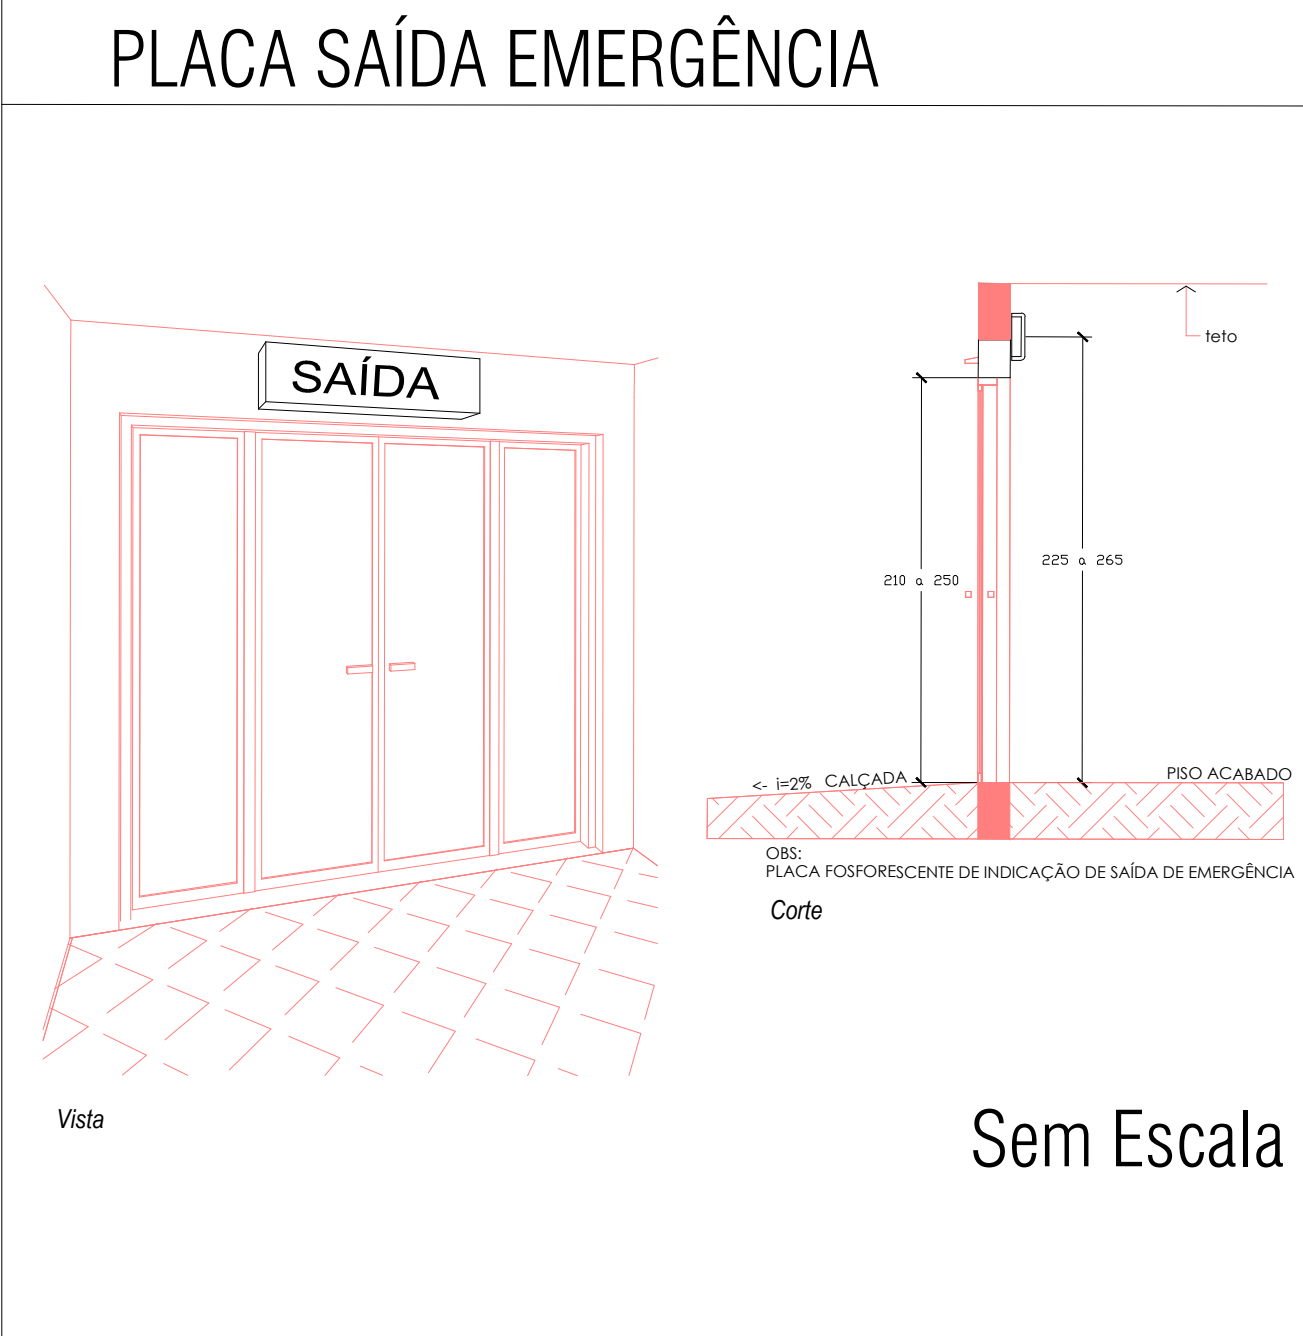 PLACA SAÍDA EMERGÊNCIA
SAÍDA
teto
225 a 265
210 a 250
<- i=2% CALÇADA
PISO ACABADO
OBS:
PLACA FOSFORESCENTE DE INDICAÇÃO DE SAÍDA DE EMERGÊNCIA
Corte
Vista
Sem Escala